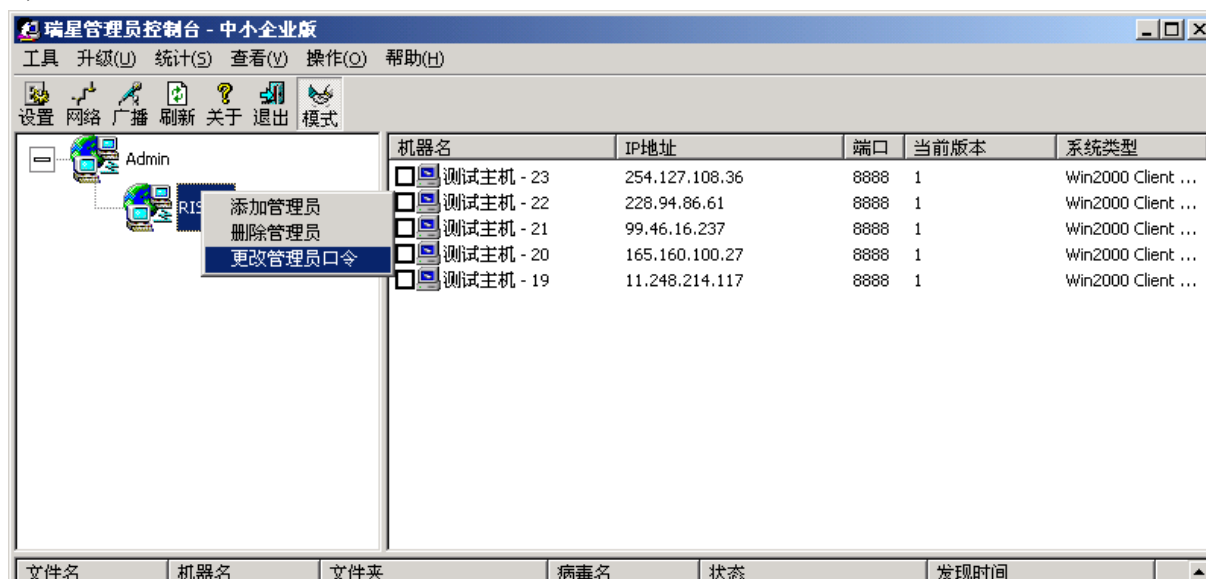 瑞星管理员控制台 - 中小企业版
工具 升级(U) 统计(S) 查看(V) 操作(O) 帮助(H)
设置 网络 广播 刷新 关于 退出 模式
Admin
添加管理员
删除管理员
更改管理员口令
机器名 IP地址 端口 当前版本 系统类型
测试主机 - 23 254.127.108.36 8888 1 Win2000 Client ...
测试主机 - 22 228.94.86.61 8888 1 Win2000 Client ...
测试主机 - 21 99.46.16.237 8888 1 Win2000 Client ...
测试主机 - 20 165.160.100.27 8888 1 Win2000 Client ...
测试主机 - 19 11.248.214.117 8888 1 Win2000 Client ...
文件名 机器名 文件夹 病毒名 状态 发现时间